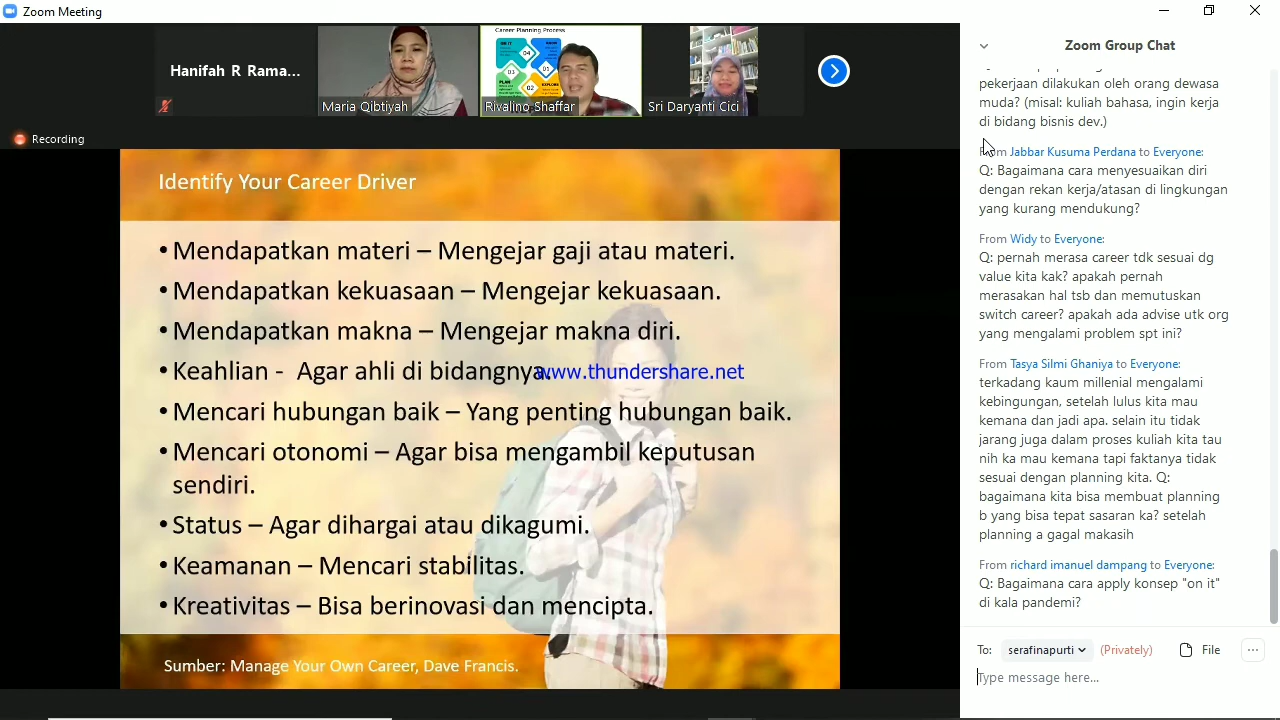 Zoom Meeting
Hanifah R Rama...
Maria Qibtiyah
Career Planning Process
04
03
01
02
PLAN
EXPLORE
Rivalino Shaffar
Sri Daryanti Cici
Recording
Identify Your Career Driver
• Mendapatkan materi – Mengejar gaji atau materi.
• Mendapatkan kekuasaan – Mengejar kekuasaan.
• Mendapatkan makna – Mengejar makna diri.
• Keahlian - Agar ahli di bidangnya.
www.thundershare.net
• Mencari hubungan baik – Yang penting hubungan baik.
• Mencari otonomi – Agar bisa mengambil keputusan
sendiri.
• Status – Agar dihargai atau dikagumi.
• Keamanan – Mencari stabilitas.
• Kreativitas – Bisa berinovasi dan mencipta.
Sumber: Manage Your Own Career, Dave Francis.
Zoom Group Chat
pekerjaan dilakukan oleh orang dewasa
muda? (misal: kuliah bahasa, ingin kerja
di bidang bisnis dev.)
From Jabbar Kusuma Perdana to Everyone:
Q: Bagaimana cara menyesuaikan diri
dengan rekan kerja/atasan di lingkungan
yang kurang mendukung?
From Widy to Everyone:
Q: pernah merasa career tdk sesuai dg
value kita kak? apakah pernah
merasakan hal tsb dan memutuskan
switch career? apakah ada advise utk org
yang mengalami problem spt ini?
From Tasya Silmi Ghaniya to Everyone:
terkadang kaum millenial mengalami
kebingungan, setelah lulus kita mau
kemana dan jadi apa. selain itu tidak
jarang juga dalam proses kuliah kita tau
nih ka mau kemana tapi faktanya tidak
sesuai dengan planning kita. Q:
bagaimana kita bisa membuat planning
b yang bisa tepat sasaran ka? setelah
planning a gagal makasih
From richard imanuel dampang to Everyone:
Q: Bagaimana cara apply konsep "on it"
di kala pandemi?
To: serafinapurti (Privately) File
Type message here...